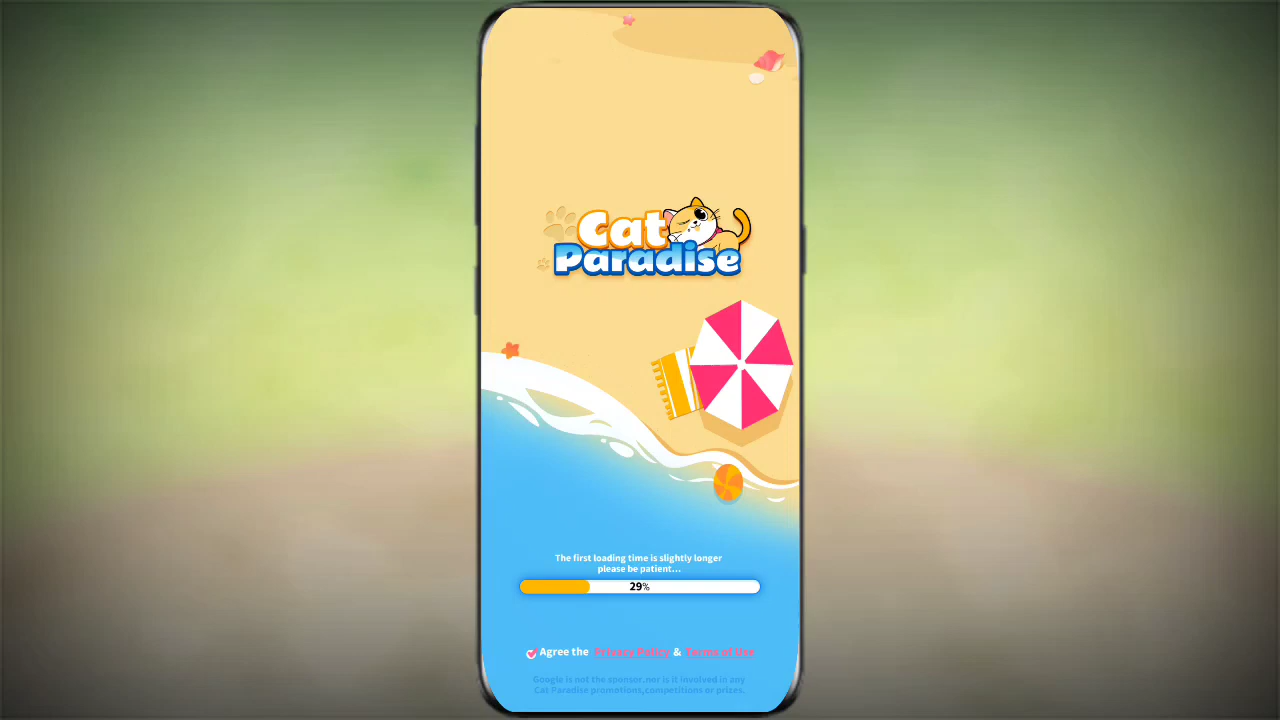 Cat
Paradise
The first loading time is slightly longer
please be patient...
29%
Agree the Privacy Policy & Terms of Use
Google is not the sponsor,nor is it involved in any
Cat Paradise promotions,competitions or prizes.